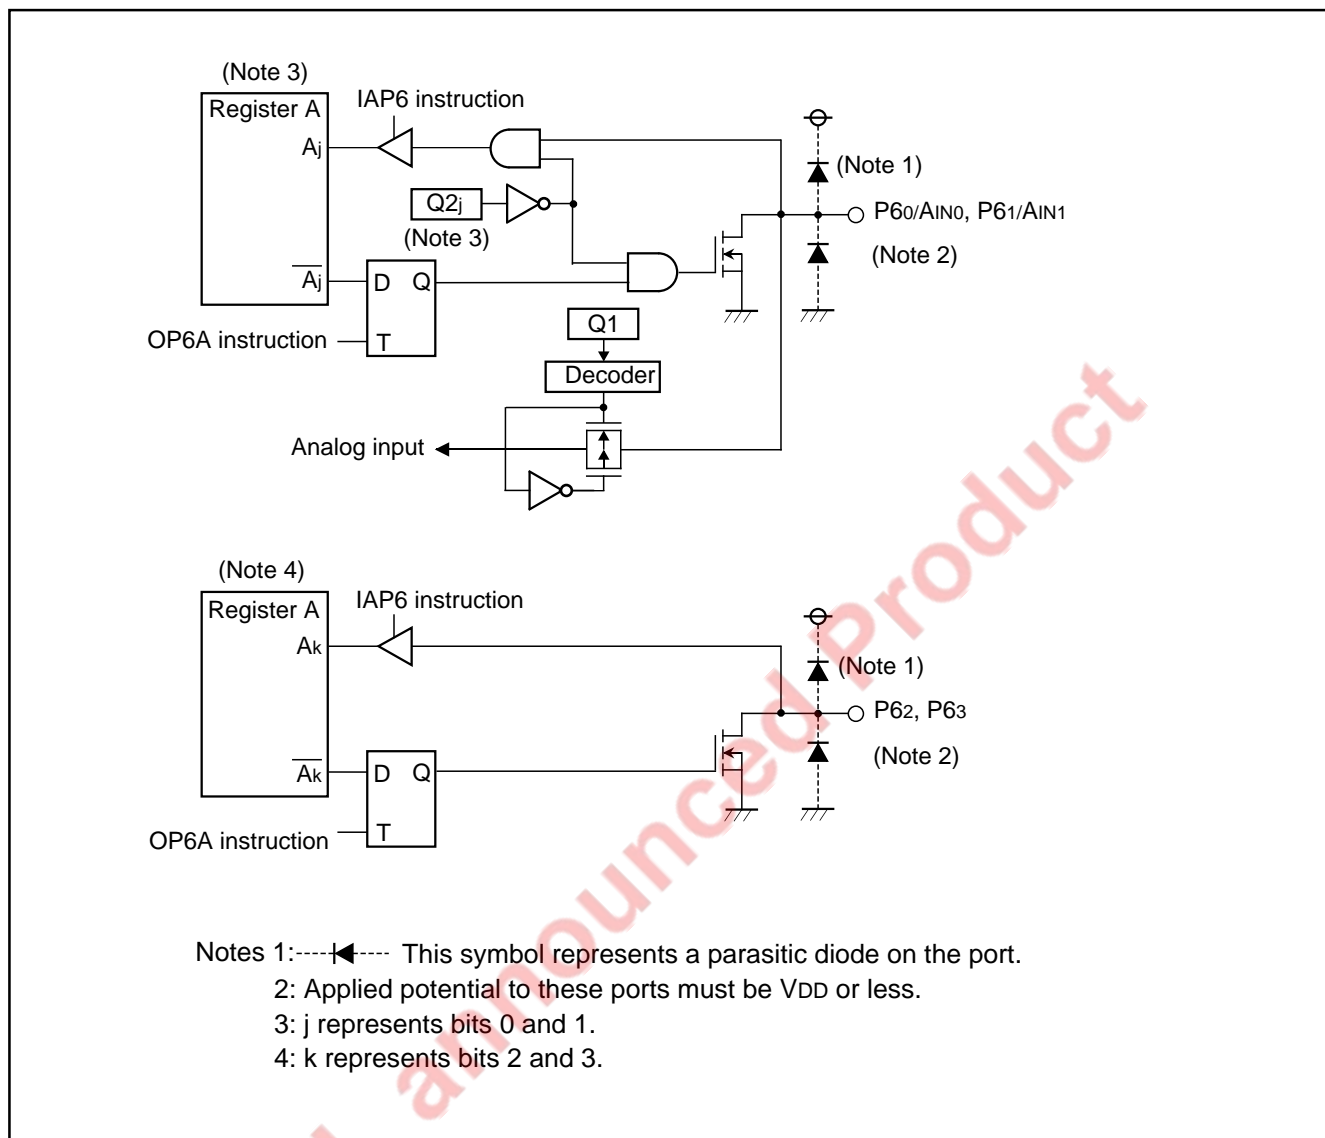 (Note 3)
Register A
IAP6 instruction
Aj
(Note 1)
Q2j
(Note 3)
P60/AIN0, P61/AIN1
(Note 2)
Aj
D Q
T
OP6A instruction
Q1
Decoder
Analog input
(Note 4)
Register A
IAP6 instruction
Ak
(Note 1)
P62, P63
(Note 2)
Ak
D Q
T
OP6A instruction
Notes 1: This symbol represents a parasitic diode on the port.
2: Applied potential to these ports must be VDD or less.
3: j represents bits 0 and 1.
4: k represents bits 2 and 3.
announced Product